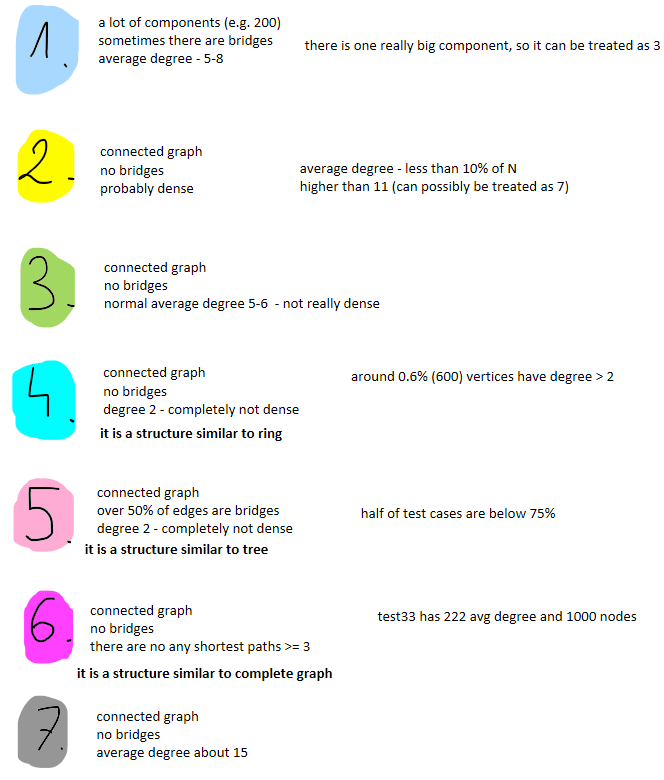 1.
a lot of components (e.g. 200)
sometimes there are bridges
average degree - 5-8
there is one really big component, so it can be treated as 3
2.
connected graph
no bridges
probably dense
average degree - less than 10% of N
higher than 11 (can possibly be treated as 7)
3.
connected graph
no bridges
normal average degree 5-6  - not really dense
4.
connected graph
no bridges
degree 2 - completely not dense
it is a structure similar to ring
around 0.6% (600) vertices have degree > 2
5.
connected graph
over 50% of edges are bridges
degree 2 - completely not dense
it is a structure similar to tree
half of test cases are below 75%
6.
connected graph
no bridges
there are no any shortest paths >= 3
it is a structure similar to complete graph
test33 has 222 avg degree and 1000 nodes
7.
connected graph
no bridges
average degree about 15